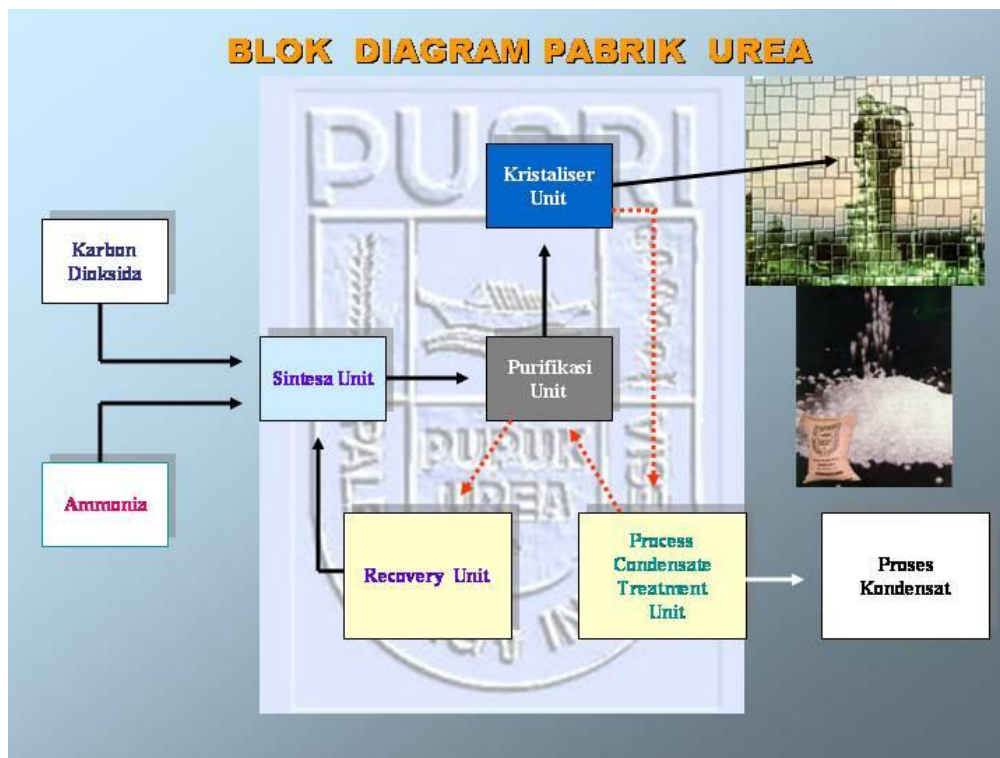 BLOK DIAGRAM PABRIK UREA
PUSRI
Kristaliser
Unit
Karbon
Dioksida
Sintesa Unit
Purifikasi
Unit
PUPUK
UREA
Ammonia
Recovery Unit
Process
Condensate
Treatment
Unit
Proses
Kondensat